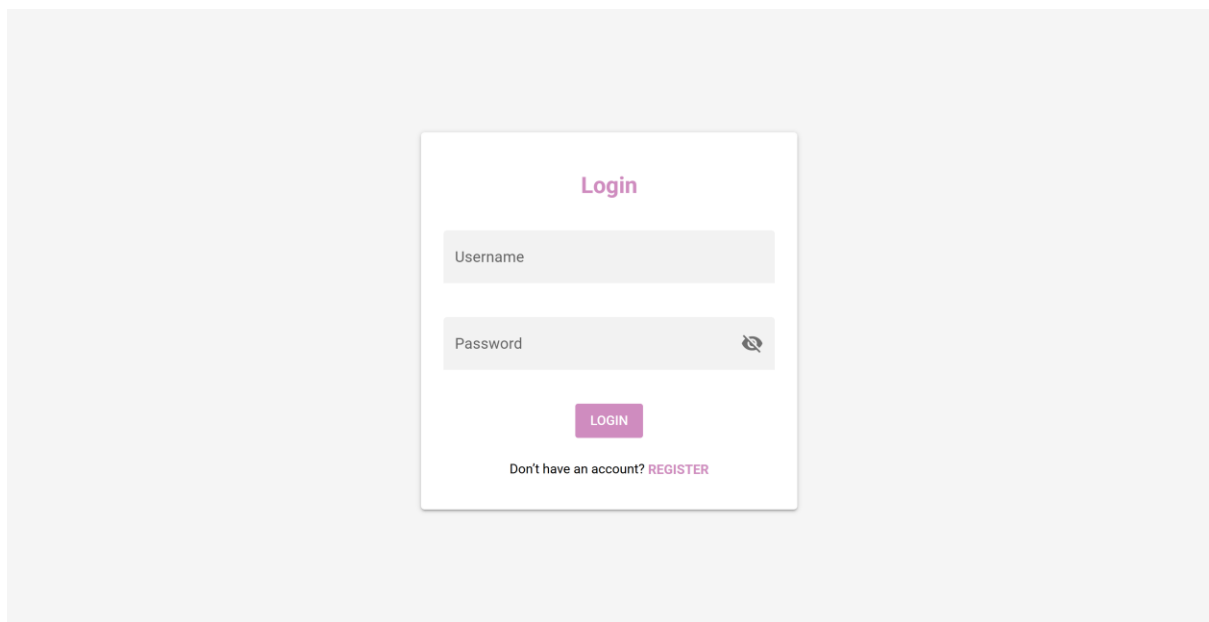 Login
Username
Password
LOGIN
Don't have an account? REGISTER